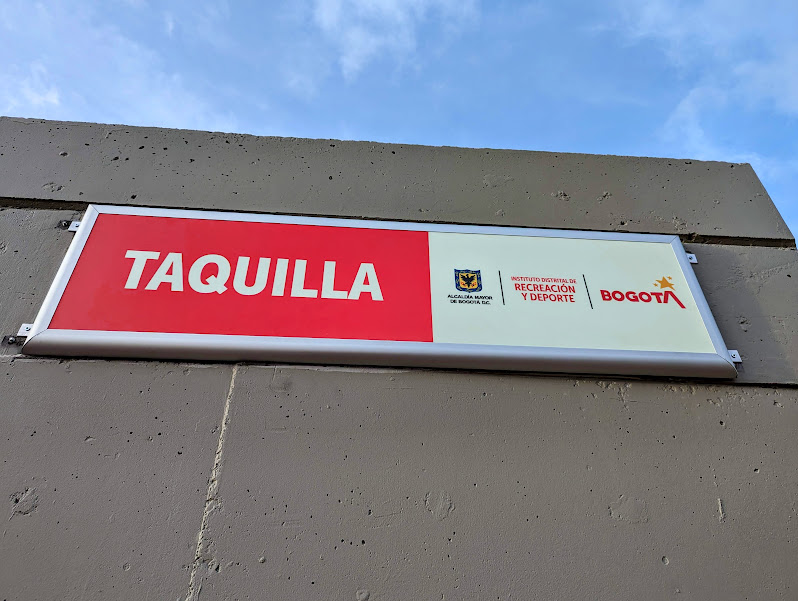 TAQUILLA
ALCALDÍA MAYOR
DE BOGOTÁ D.C.
INSTITUTO DISTRITAL DE
RECREACIÓN
Y DEPORTE
BOGOTÁ